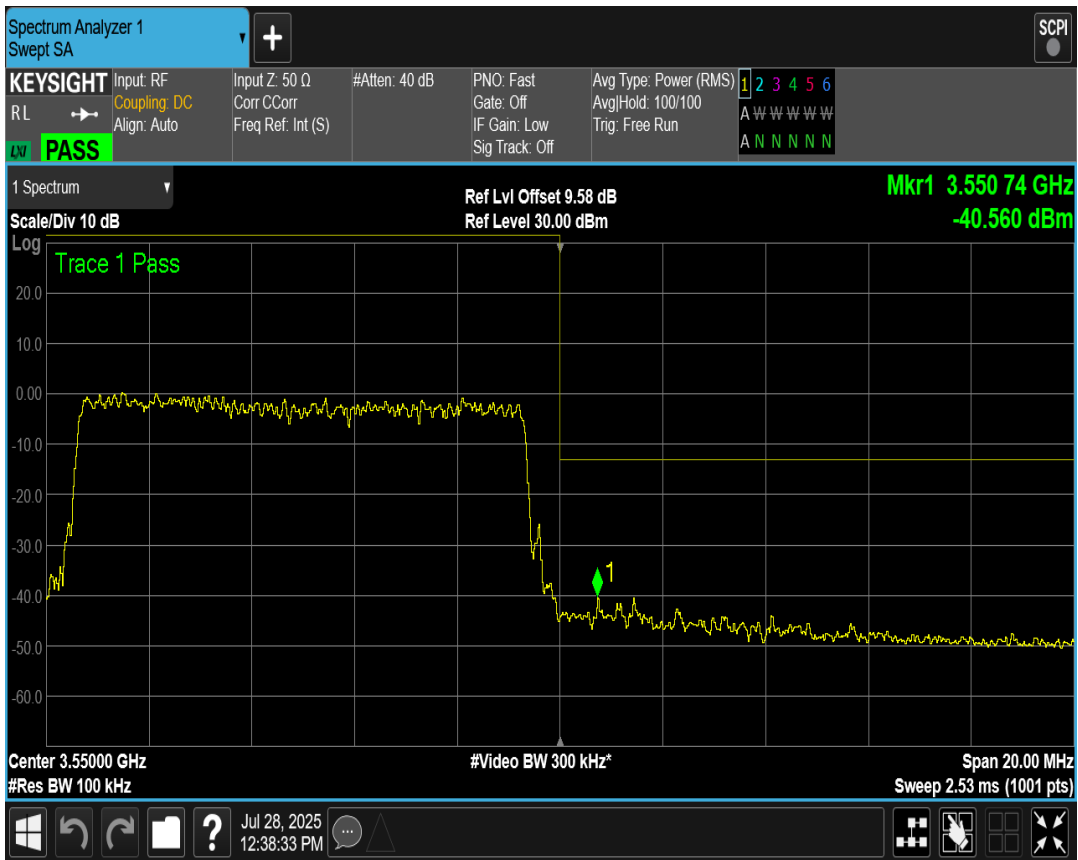 Spectrum Analyzer 1
Swept SA
+
SCPI
KEYSIGHT
RL
LXI PASS
Input: RF
Coupling: DC
Align: Auto
Input Z: 50 Ω
Corr CCorr
Freq Ref: Int (S)
#Atten: 40 dB
PNO: Fast
Gate: Off
IF Gain: Low
Sig Track: Off
Avg Type: Power (RMS)
Avg|Hold: 100/100
Trig: Free Run
1 2 3 4 5 6
A W W W W W
A N N N N N
1 Spectrum
Scale/Div 10 dB
Ref Lvl Offset 9.58 dB
Ref Level 30.00 dBm
Mkr1 3.550 74 GHz
-40.560 dBm
Log
Trace 1 Pass
20.0
10.0
0.00
-10.0
-20.0
-30.0
-40.0
-50.0
-60.0
1
Center 3.55000 GHz
#Res BW 100 kHz
#Video BW 300 kHz*
Span 20.00 MHz
Sweep 2.53 ms (1001 pts)
?
Jul 28, 2025
12:38:33 PM